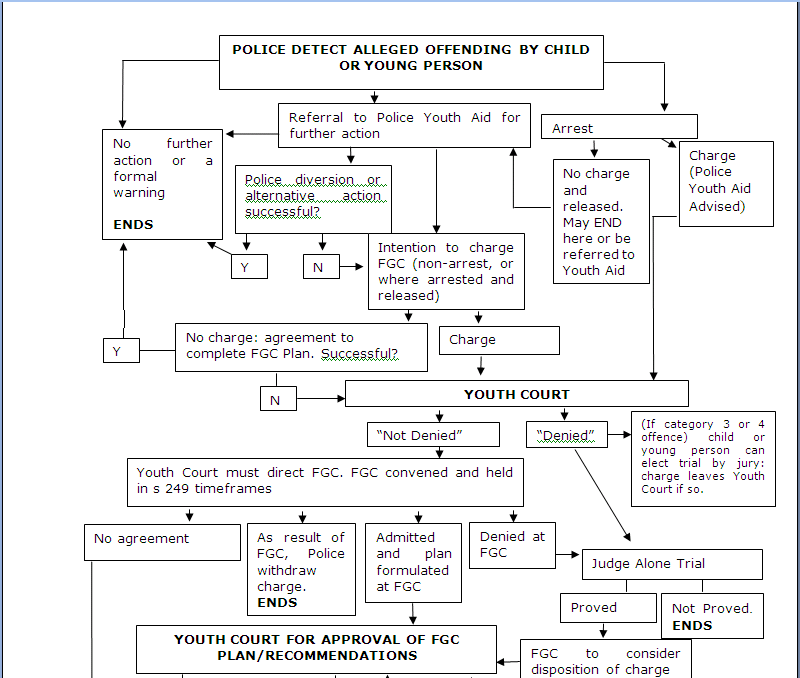 POLICE DETECT ALLEGED OFFENDING BY CHILD
OR YOUNG PERSON
Referral to Police Youth Aid for
further action
Arrest
No further
action or a
formal
warning
ENDS
Police diversion or
alternative action
successful?
No charge
and
released.
May END
here or be
referred to
Youth Aid
Charge
(Police
Youth Aid
Advised)
Y
N
Intention to charge
FGC (non-arrest, or
where arrested and
released)
No charge: agreement to
complete FGC Plan. Successful?
Charge
Y
N
YOUTH COURT
“Not Denied”
“Denied”
(If category 3 or 4
offence) child or
young person can
elect trial by jury:
charge leaves Youth
Court if so.
Youth Court must direct FGC. FGC convened and held
in s 249 timeframes
No agreement
As result of
FGC, Police
withdraw
charge.
ENDS
Admitted
and plan
formulated
at FGC
Denied at
FGC
Judge Alone Trial
Proved
Not Proved.
ENDS
YOUTH COURT FOR APPROVAL OF FGC
PLAN/RECOMMENDATIONS
FGC to consider
disposition of charge